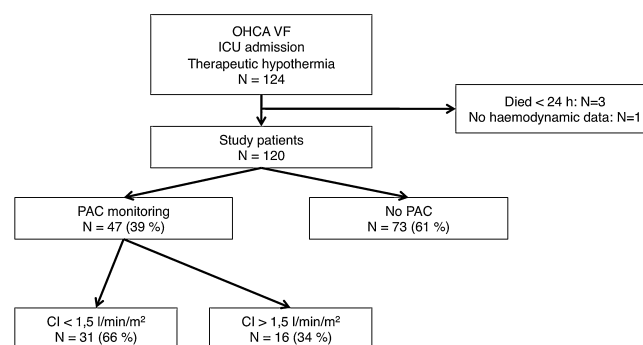 OHCA VF
ICU admission
Therapeutic hypothermia
N = 124
Died < 24 h: N=3
No haemodynamic data: N=1
Study patients
N = 120
PAC monitoring
N = 47 (39 %)
No PAC
N = 73 (61 %)
CI < 1,5 l/min/m²
N = 31 (66 %)
CI > 1,5 l/min/m²
N = 16 (34 %)